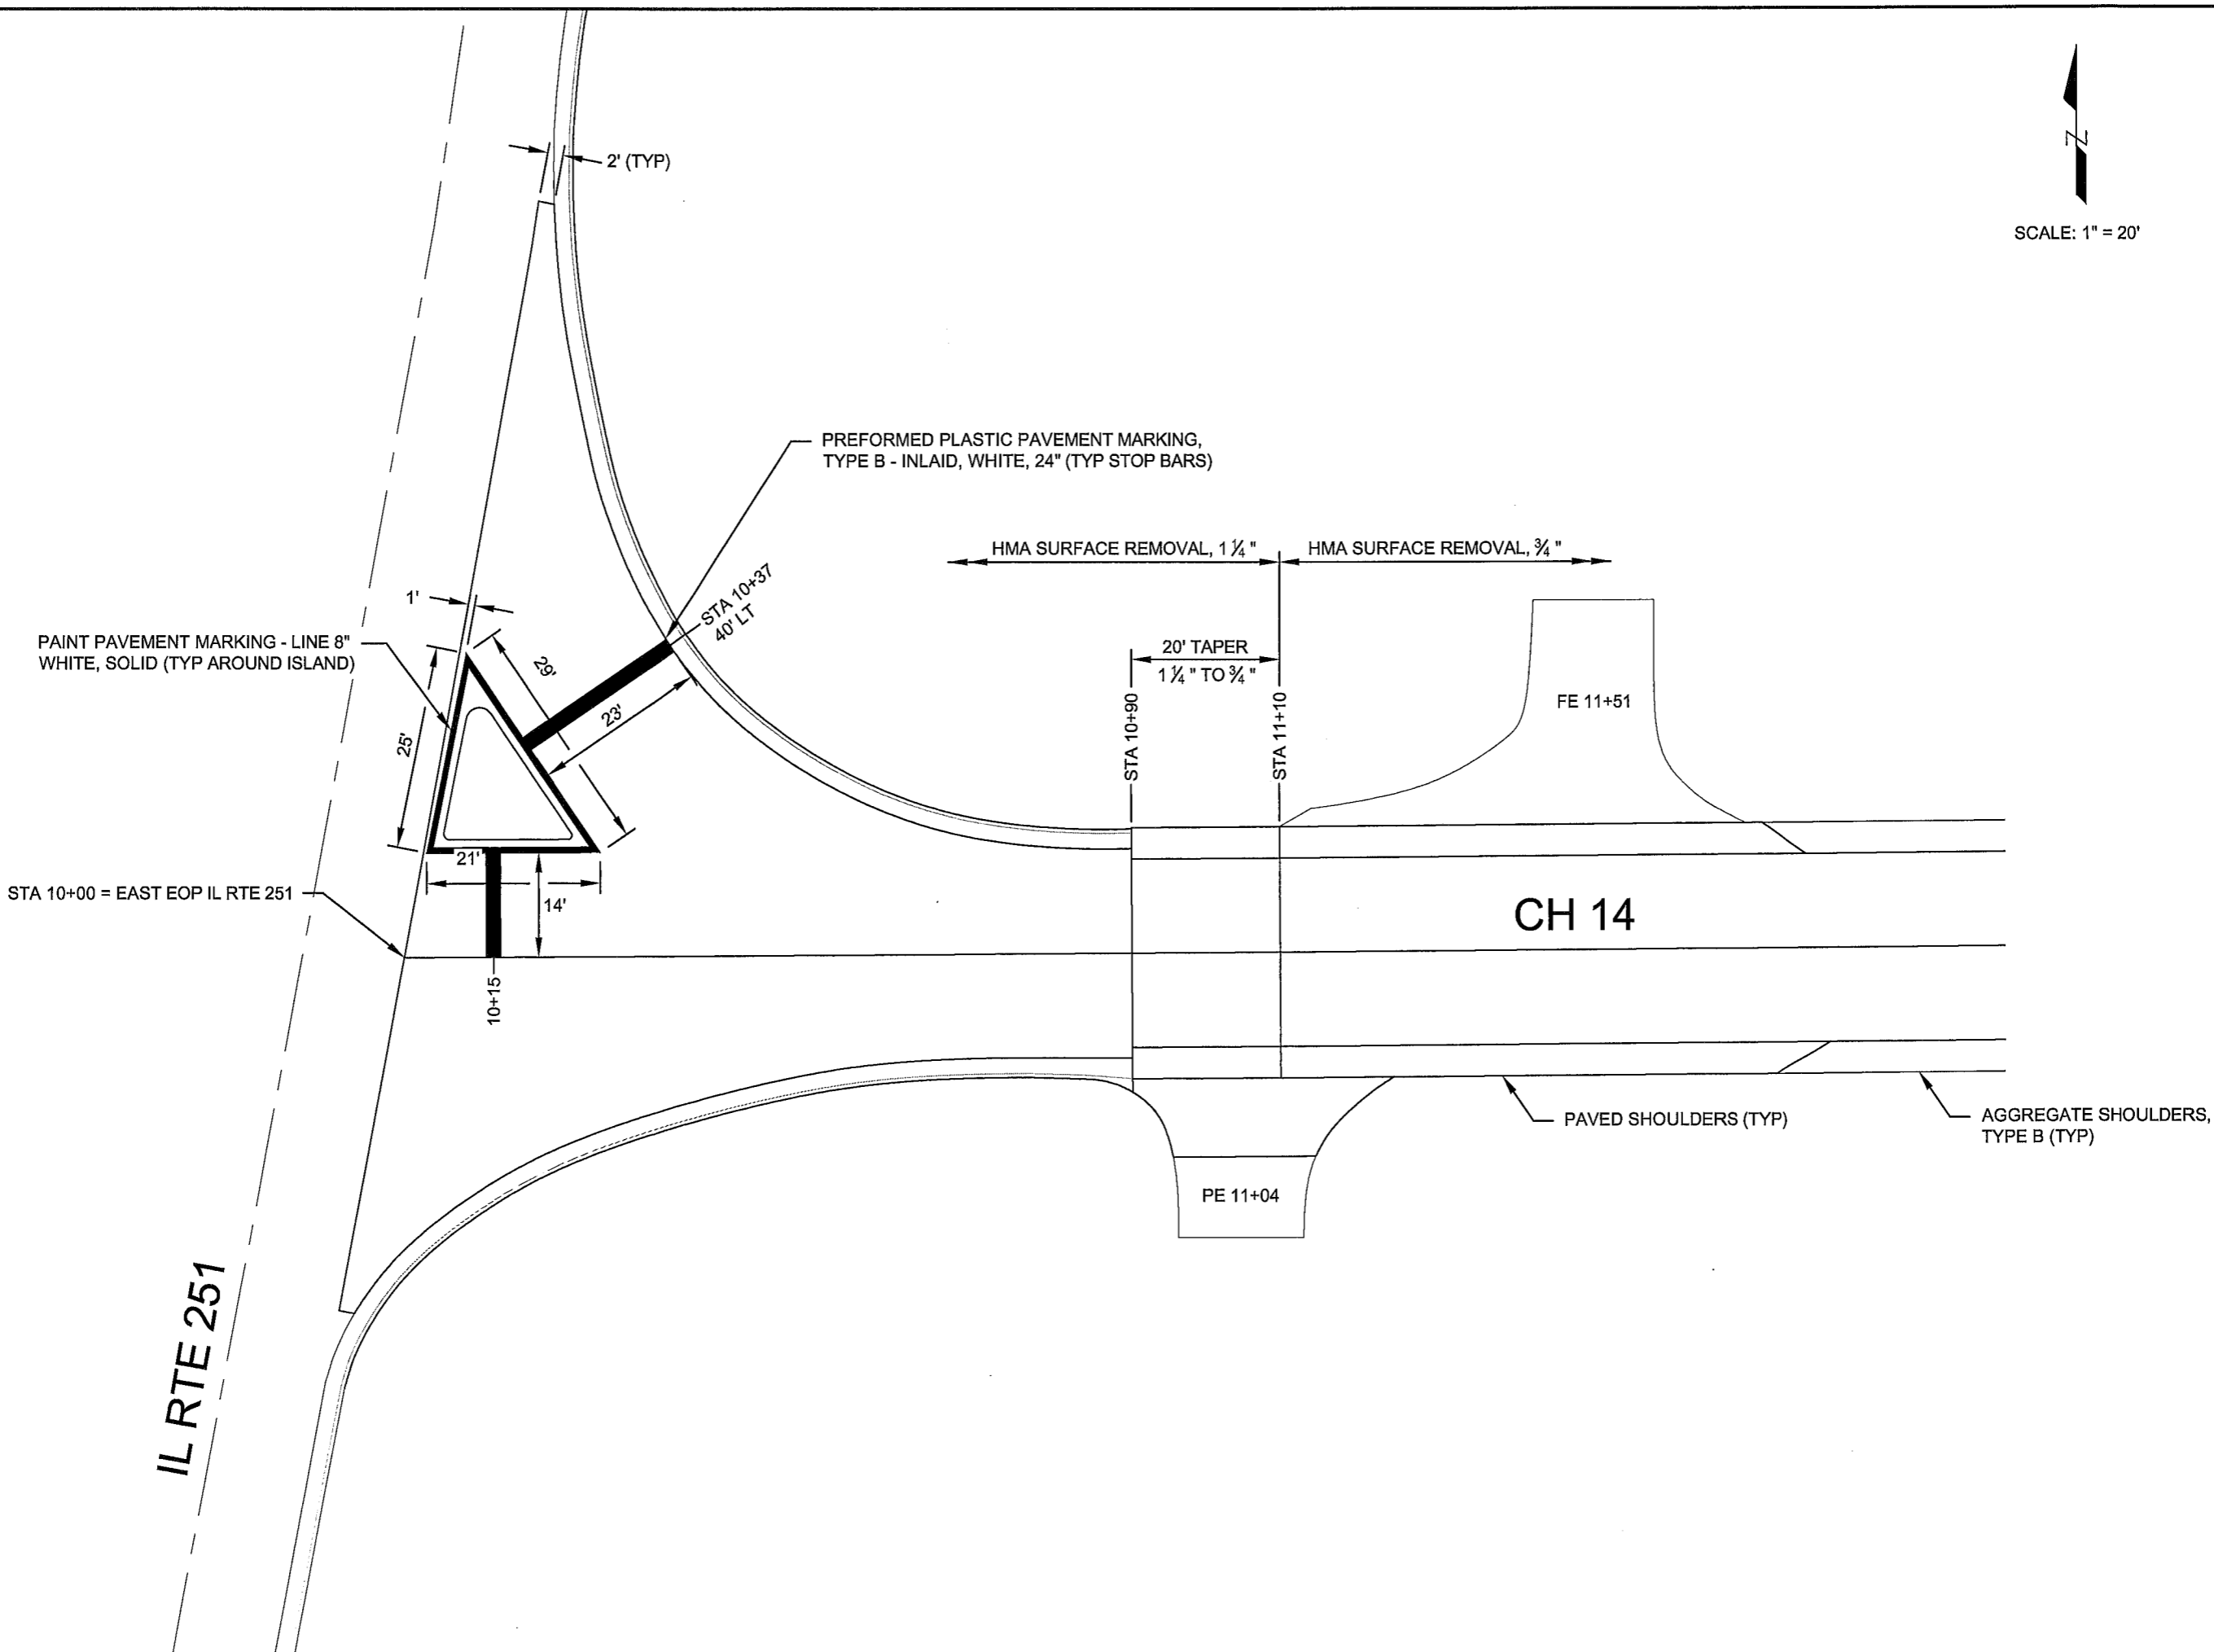 2' (TYP)
N
SCALE: 1" = 20'
PREFORMED PLASTIC PAVEMENT MARKING,
TYPE B - INLAID, WHITE, 24" (TYP STOP BARS)
HMA SURFACE REMOVAL, 1 ¼ "
HMA SURFACE REMOVAL, ¾ "
STA 10+37
40' LT
1'
PAINT PAVEMENT MARKING - LINE 8"
WHITE, SOLID (TYP AROUND ISLAND)
29'
23'
25'
20' TAPER
1 ¼ " TO ¾ "
STA 10+90
STA 11+10
FE 11+51
21'
STA 10+00 = EAST EOP IL RTE 251
14'
CH 14
10+15
PAVED SHOULDERS (TYP)
AGGREGATE SHOULDERS,
TYPE B (TYP)
PE 11+04
IL RTE 251